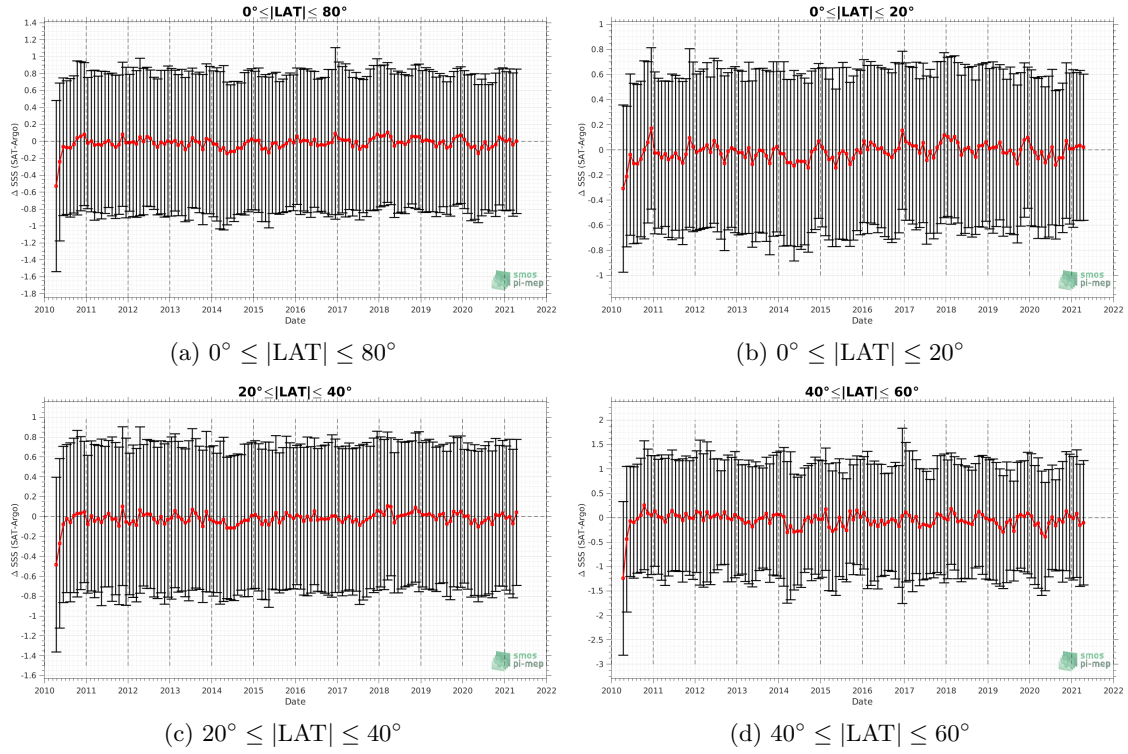 0°≤|LAT|≤ 80°
1.4
1.2
1
0.8
0.6
0.4
0.2
0
-0.2
-0.4
-0.6
-0.8
-1
-1.2
-1.4
-1.6
-1.8
Δ SSS (SAT-Argo)
2010 2011 2012 2013 2014 2015 2016 2017 2018 2019 2020 2021 2022
Date
smos
pi-mep
(a) 0° ≤ |LAT| ≤ 80°
0°≤|LAT|≤ 20°
1
0.8
0.6
0.4
0.2
0
-0.2
-0.4
-0.6
-0.8
-1
Δ SSS (SAT-Argo)
2010 2011 2012 2013 2014 2015 2016 2017 2018 2019 2020 2021 2022
Date
smos
pi-mep
(b) 0° ≤ |LAT| ≤ 20°
20°≤|LAT|≤ 40°
1
0.8
0.6
0.4
0.2
0
-0.2
-0.4
-0.6
-0.8
-1
-1.2
-1.4
-1.6
Δ SSS (SAT-Argo)
2010 2011 2012 2013 2014 2015 2016 2017 2018 2019 2020 2021 2022
Date
smos
pi-mep
(c) 20° ≤ |LAT| ≤ 40°
40°≤|LAT|≤ 60°
2
1.5
1
0.5
0
-0.5
-1
-1.5
-2
-2.5
-3
Δ SSS (SAT-Argo)
2010 2011 2012 2013 2014 2015 2016 2017 2018 2019 2020 2021 2022
Date
smos
pi-mep
(d) 40° ≤ |LAT| ≤ 60°